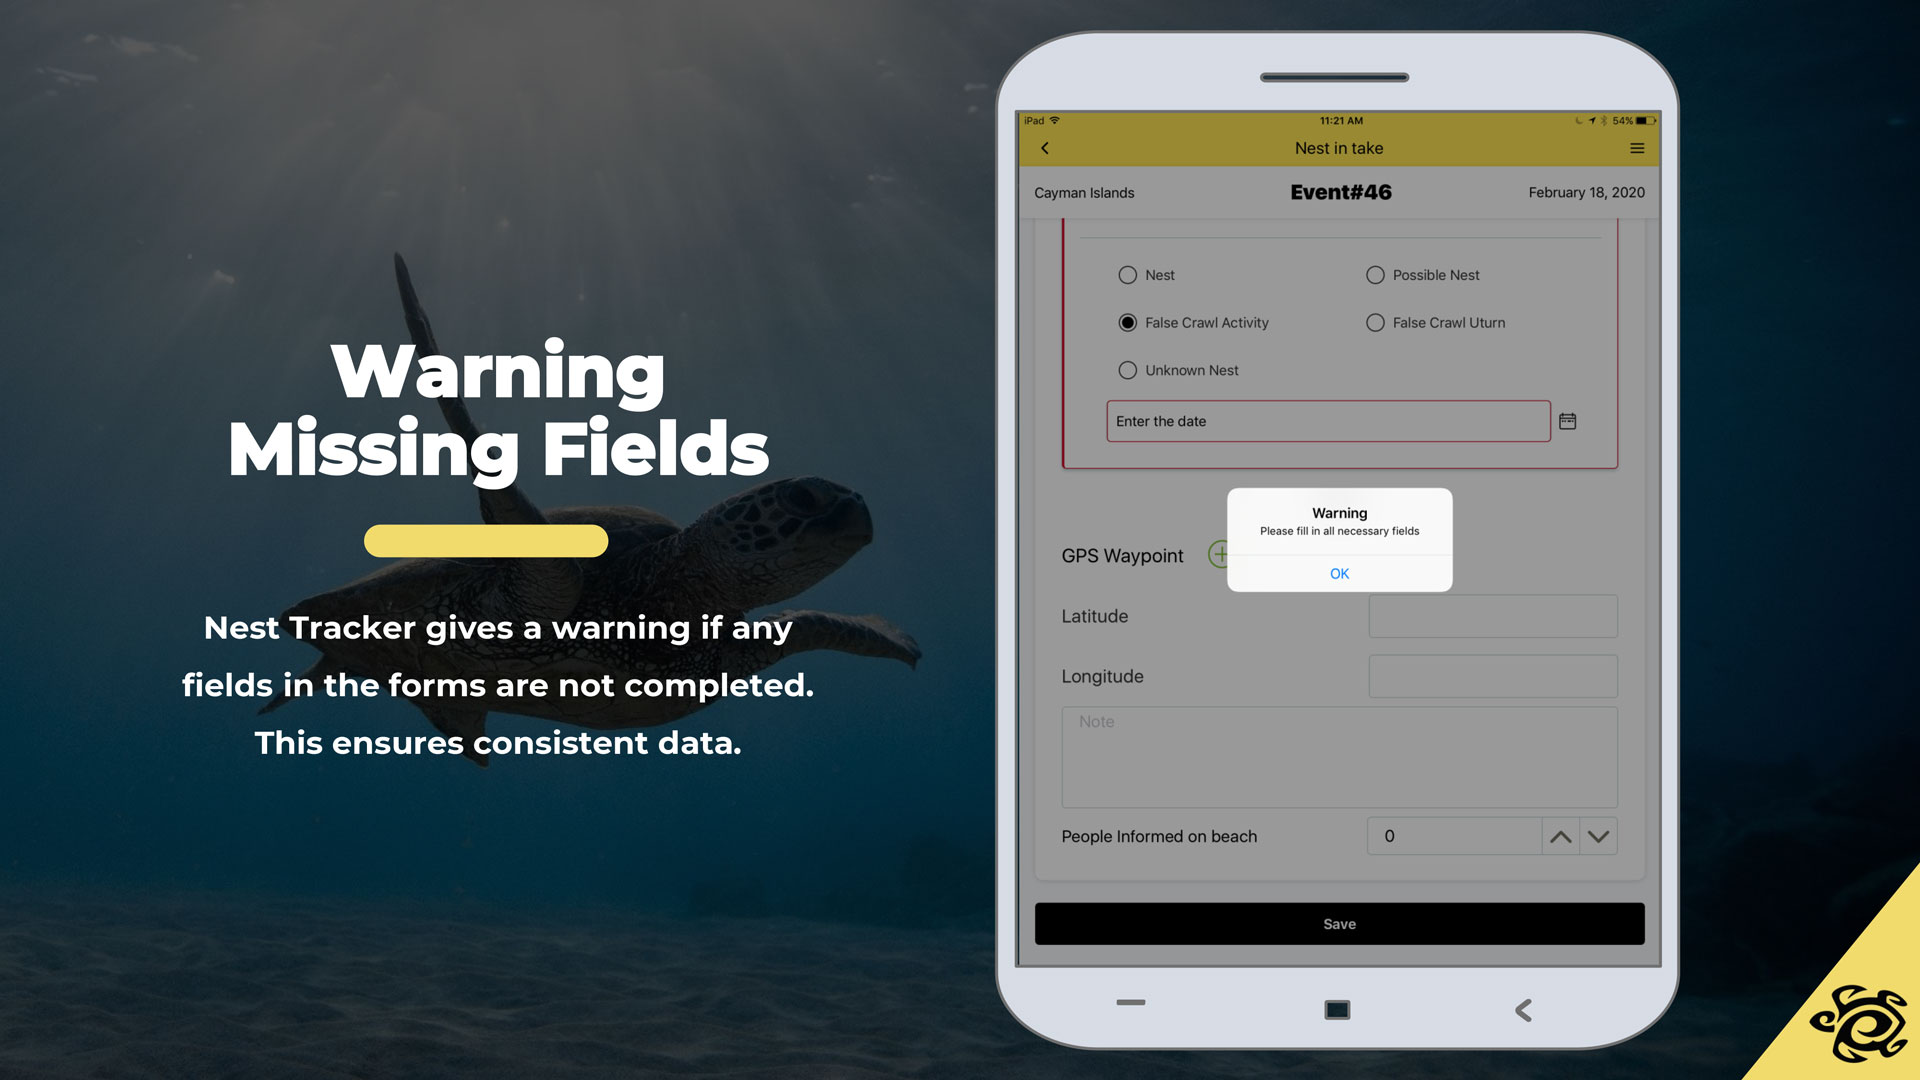 Warning
Missing Fields
Nest Tracker gives a warning if any
fields in the forms are not completed.
This ensures consistent data.
iPad 11:21 AM 54%
Nest in take
Cayman Islands Event#46 February 18, 2020
Nest Possible Nest
False Crawl Activity False Crawl Uturn
Unknown Nest
Enter the date
Warning
Please fill in all necessary fields
OK
GPS Waypoint
Latitude
Longitude
Note
People Informed on beach 0
Save